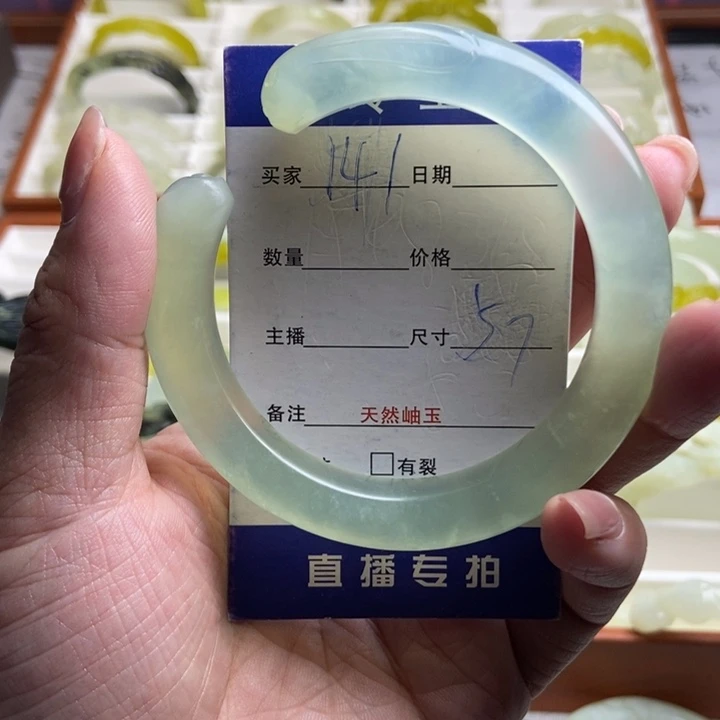 买家 141 日期
数量 价格
主播 尺寸 57
备注 天然岫玉
□有裂
直播专拍